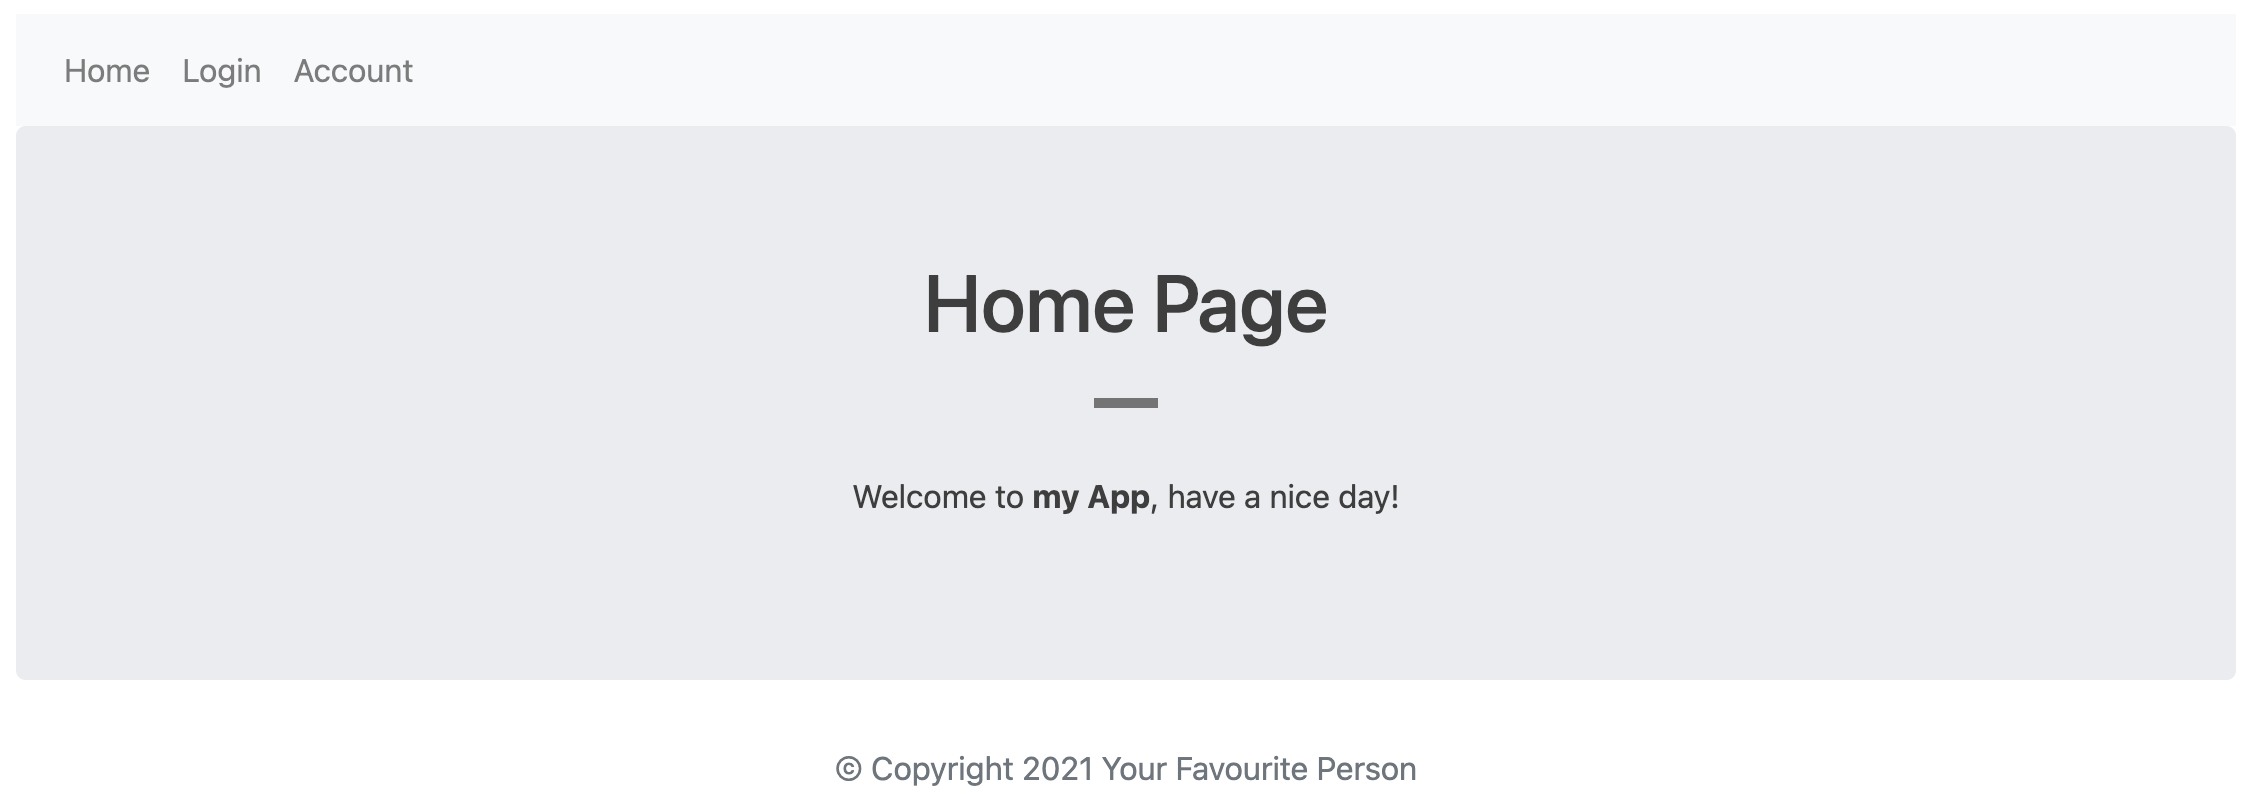 Home Login Account
Home Page
Welcome to my App, have a nice day!
© Copyright 2021 Your Favourite Person